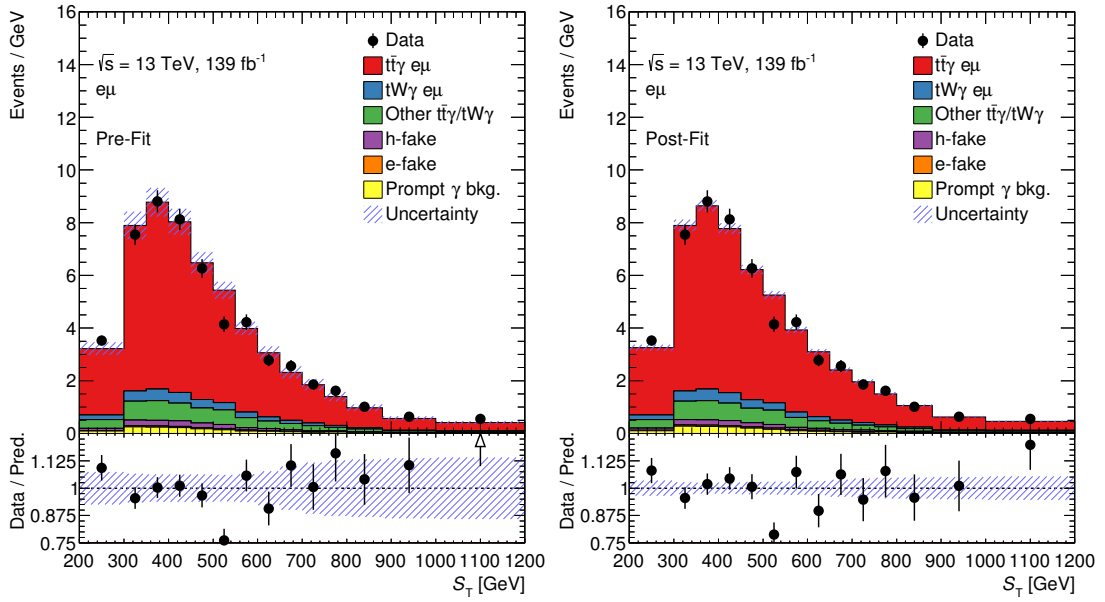 Events / GeV
16
14
12
10
8
6
4
2
0
√s = 13 TeV, 139 fb⁻¹
eμ
Pre-Fit
Data
tt̄γ eμ
tWγ eμ
Other tt̄γ/tWγ
h-fake
e-fake
Prompt γ bkg.
Uncertainty
Data / Pred.
1.125
1
0.875
0.75
200 300 400 500 600 700 800 900 1000 1100 1200
S_T [GeV]
Events / GeV
16
14
12
10
8
6
4
2
0
√s = 13 TeV, 139 fb⁻¹
eμ
Post-Fit
Data
tt̄γ eμ
tWγ eμ
Other tt̄γ/tWγ
h-fake
e-fake
Prompt γ bkg.
Uncertainty
Data / Pred.
1.125
1
0.875
0.75
200 300 400 500 600 700 800 900 1000 1100 1200
S_T [GeV]